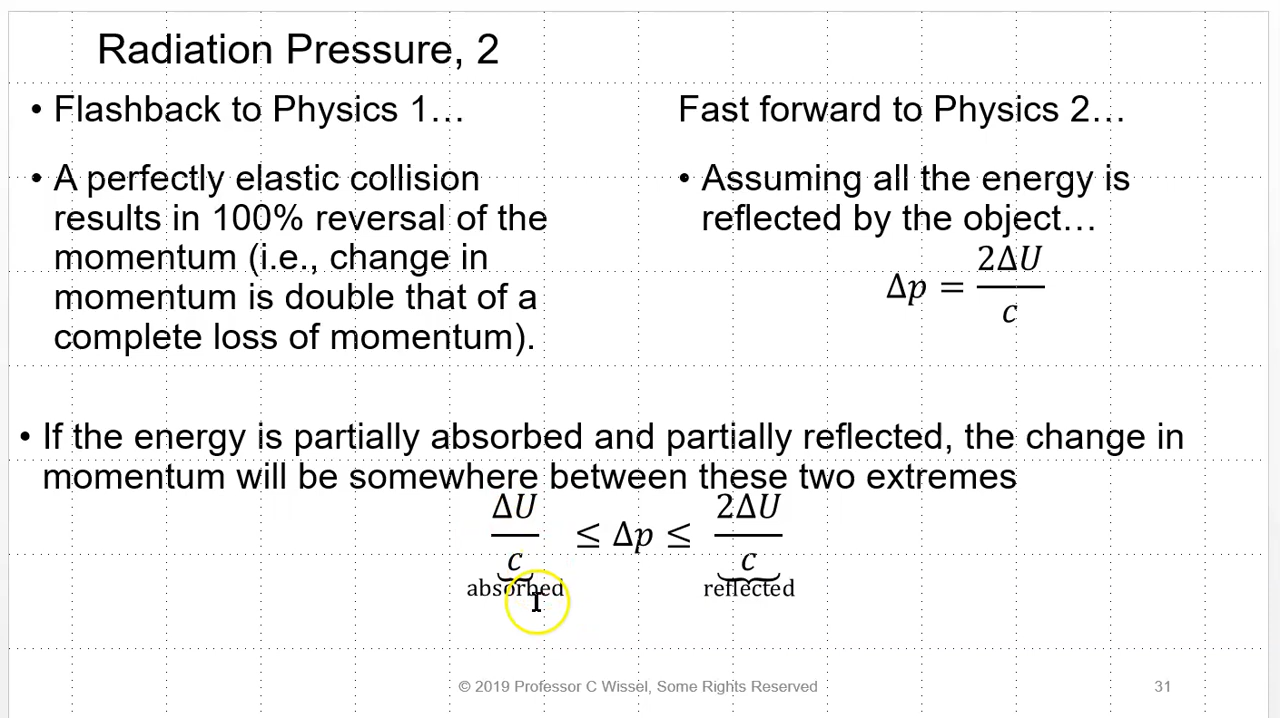 Radiation Pressure, 2
• Flashback to Physics 1…
• A perfectly elastic collision
results in 100% reversal of the
momentum (i.e., change in
momentum is double that of a
complete loss of momentum).
Fast forward to Physics 2…
• Assuming all the energy is
reflected by the object…
Δp = 2ΔU / c
• If the energy is partially absorbed and partially reflected, the change in
momentum will be somewhere between these two extremes
ΔU / c ≤ Δp ≤ 2ΔU / c
absorbed reflected
© 2019 Professor C Wissel, Some Rights Reserved 31